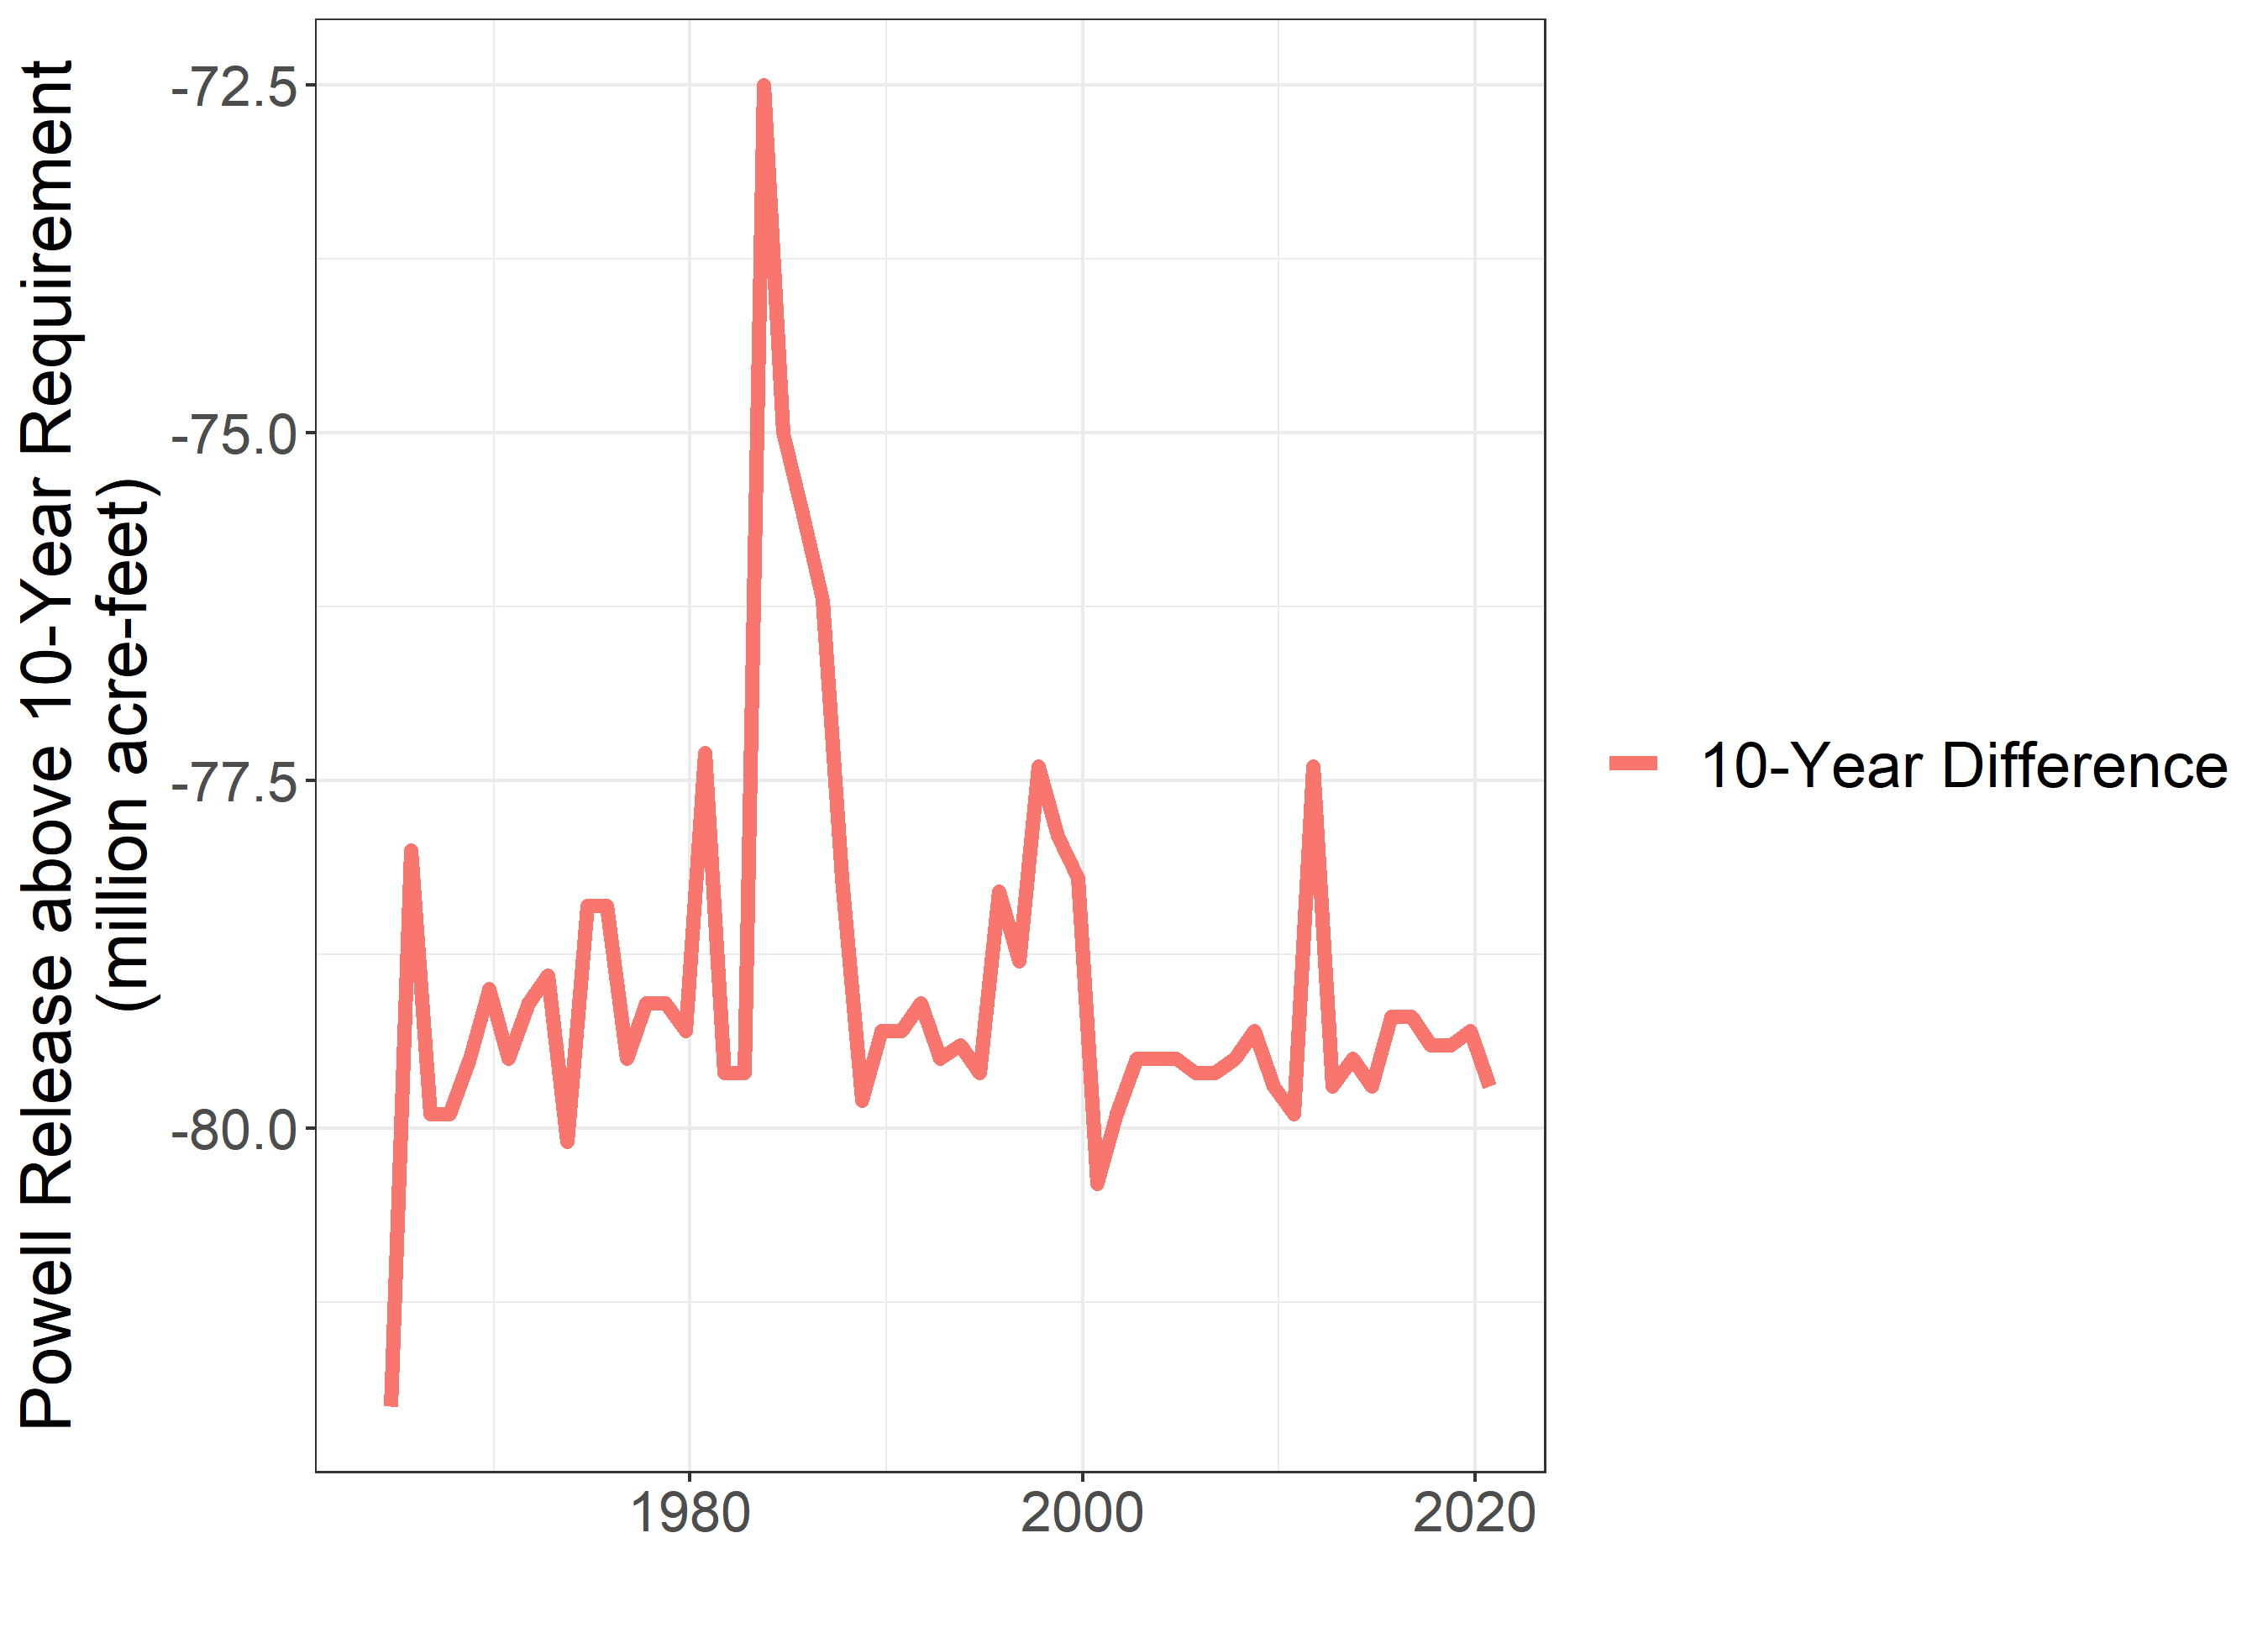 Powell Release above 10-Year Requirement
(million acre-feet)
-72.5
-75.0
-77.5
-80.0
1980
2000
2020
10-Year Difference